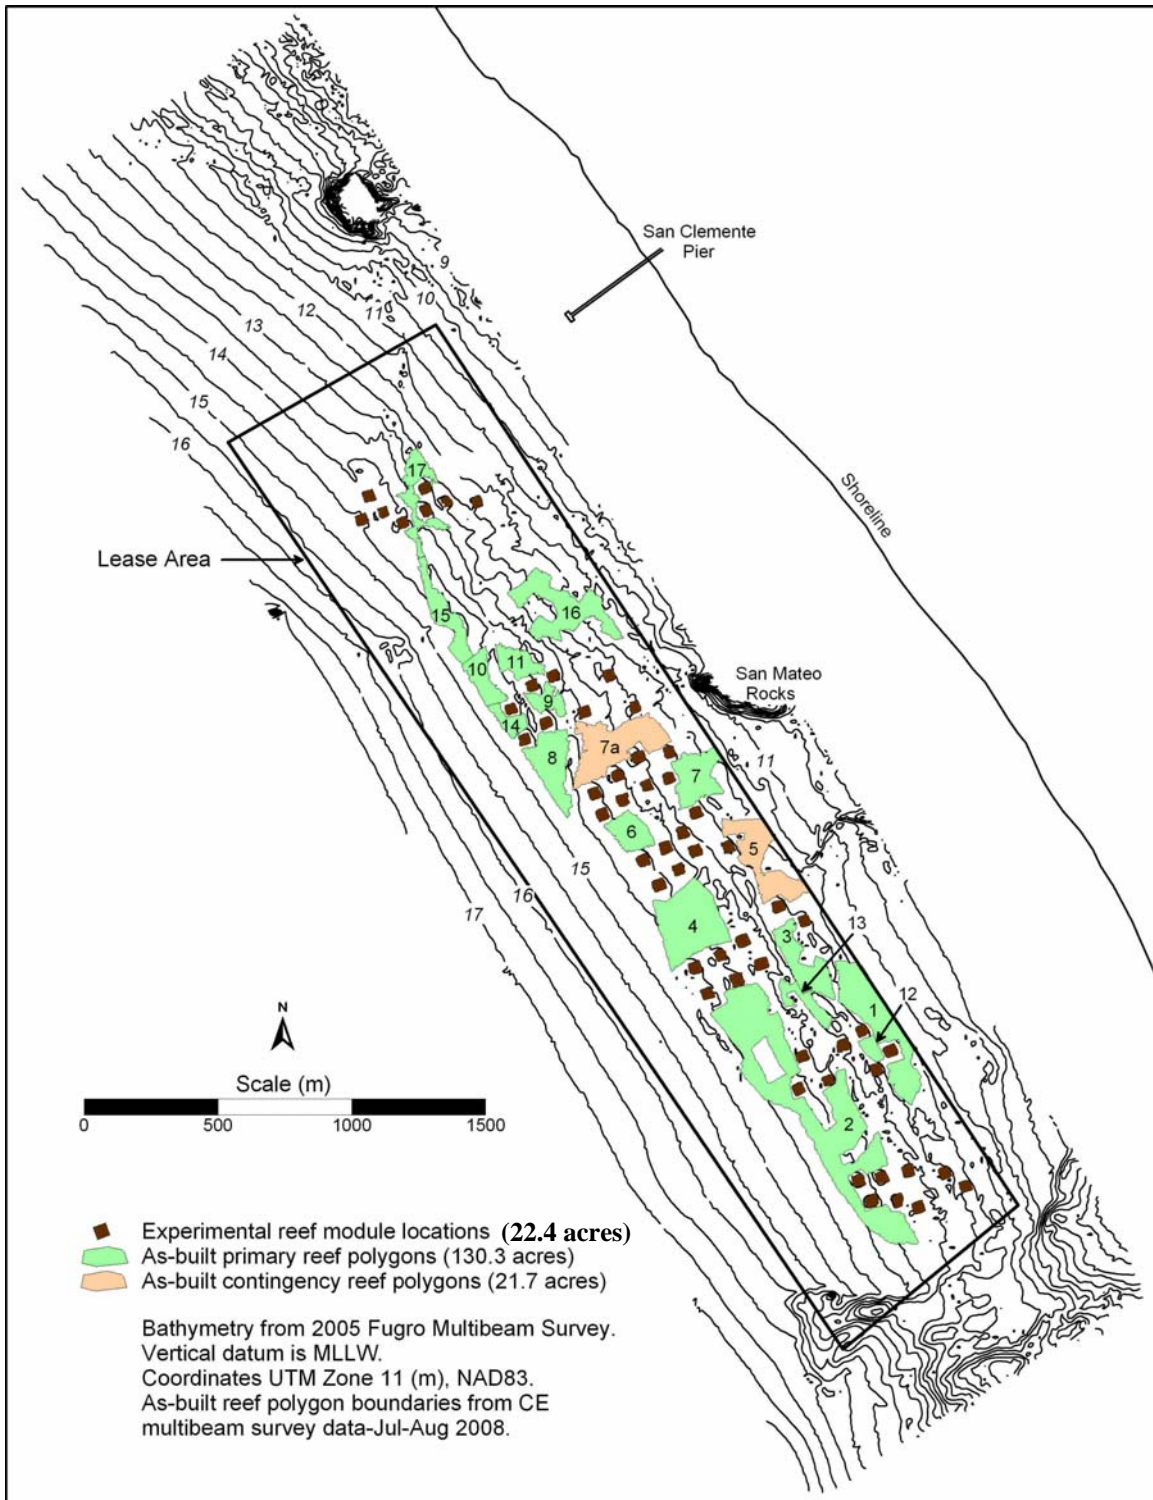 San Clemente
Pier
9
10
11
12
13
14
15
16
Shoreline
17
Lease Area
15
16
10
11
9
14
San Mateo
Rocks
7a
8
7
11
6
5
15
16
17
4
3
13
12
1
2
N
Scale (m)
0 500 1000 1500
Experimental reef module locations (22.4 acres)
As-built primary reef polygons (130.3 acres)
As-built contingency reef polygons (21.7 acres)
Bathymetry from 2005 Fugro Multibeam Survey.
Vertical datum is MLLW.
Coordinates UTM Zone 11 (m), NAD83.
As-built reef polygon boundaries from CE
multibeam survey data-Jul-Aug 2008.